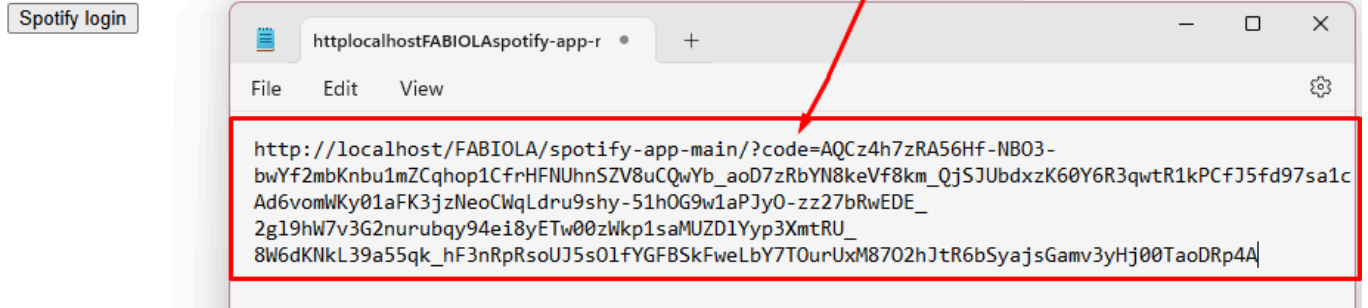 Spotify login
httplocalhostFABIOLAspotify-app-r
File Edit View
http://localhost/FABIOLA/spotify-app-main/?code=AQCz4h7zRA56Hf-NBO3-
bwYf2mbKnbu1mZCqhop1CfrHFNUhnSZV8uCQwYb_aoD7zRbYN8keVf8km_QjSJUbdxzK60Y6R3qwtR1kPCfJ5fd97sa1c
Ad6vomWKy01aFK3jzNeoCWqLdru9shy-51hOG9w1aPJyO-zz27bRwEDE_
2gl9hW7v3G2nurubqy94ei8yETw00zWkp1saMUZDlYyp3XmtRU_
8W6dKNkL39a55qk_hF3nRpRsoUJ5sOlfYGFBSkFweLbY7TOurUxM87O2hJtR6bSyajsGamv3yHj00TaoDRp4A